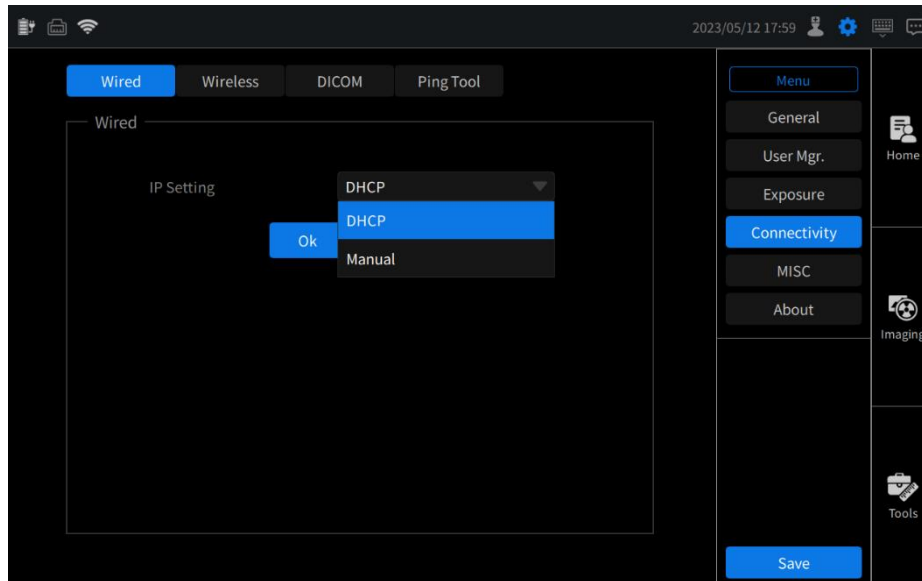 2023/05/12 17:59
Wired Wireless DICOM Ping Tool
Wired
IP Setting DHCP
DHCP
Manual
Ok
Menu
General
User Mgr.
Exposure
Connectivity
MISC
About
Save
Home
Imaging
Tools